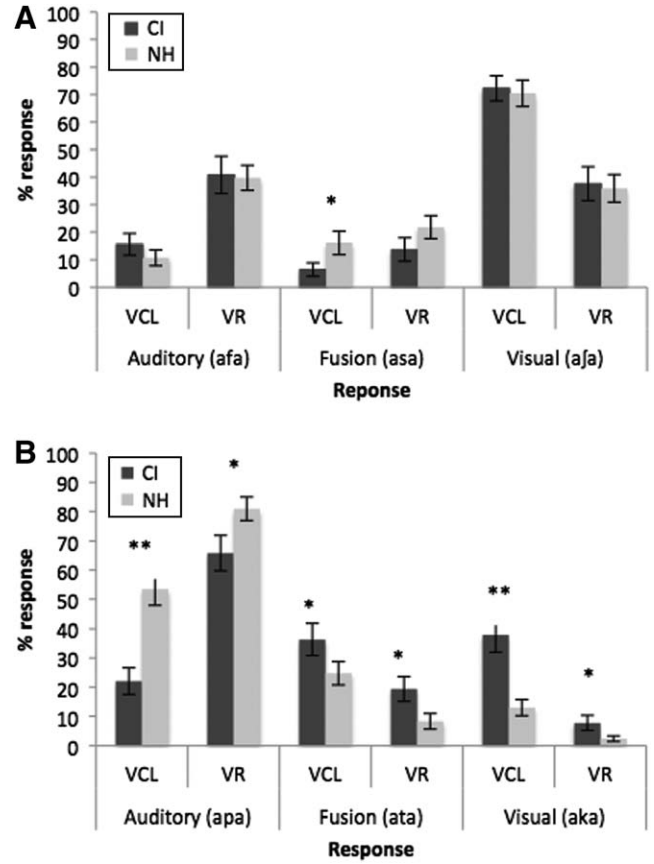 A
100
90
80
70
60
50
40
30
20
10
0
% response
CI
NH
*
VCL VR VCL VR VCL VR
Auditory (afa) Fusion (asa) Visual (aʃa)
Reponse
B
100
90
80
70
60
50
40
30
20
10
0
% response
CI
NH
** * * * ** *
VCL VR VCL VR VCL VR
Auditory (apa) Fusion (ata) Visual (aka)
Response